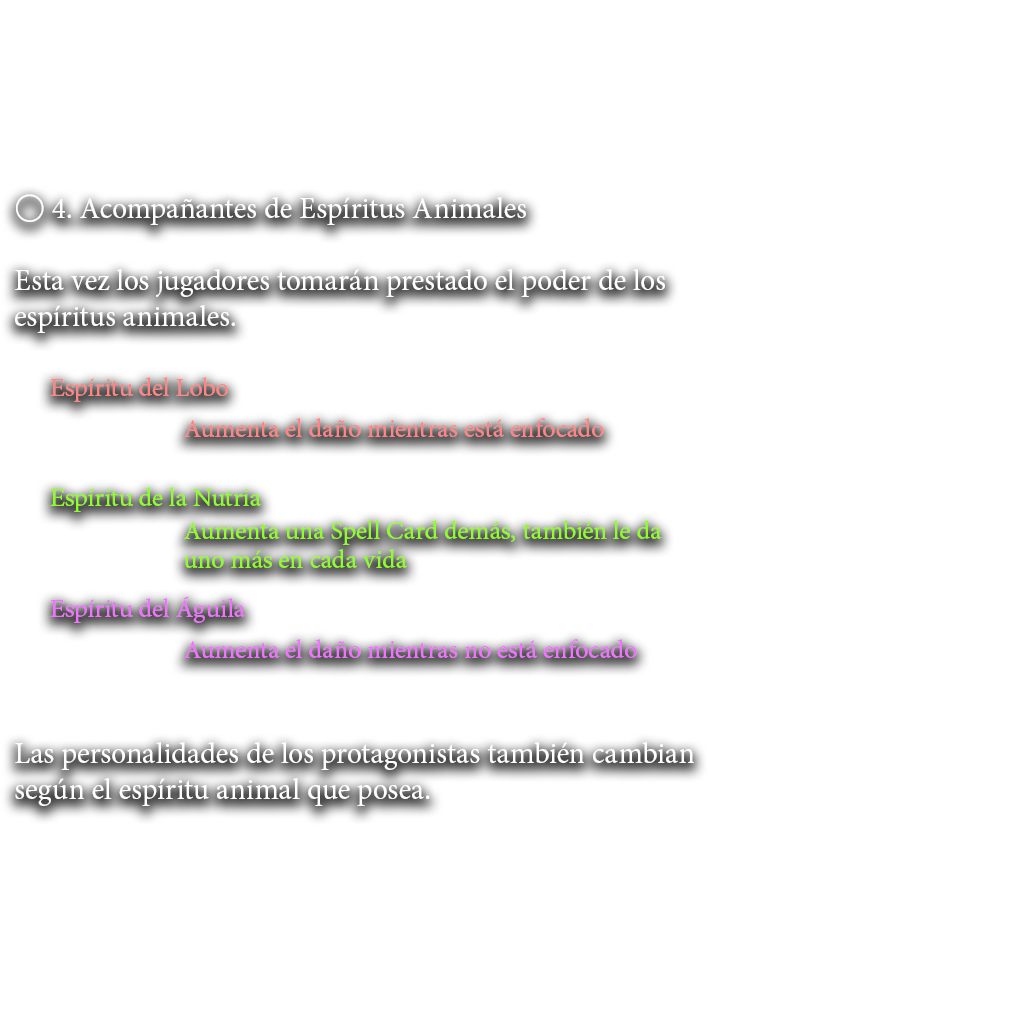 ◯ 4. Acompañantes de Espíritus Animales
Esta vez los jugadores tomarán prestado el poder de los
espíritus animales.
Espíritu del Lobo
Aumenta el daño mientras está enfocado
Espíritu de la Nutria
Aumenta una Spell Card demás, también le da
uno más en cada vida
Espíritu del Águila
Aumenta el daño mientras no está enfocado
Las personalidades de los protagonistas también cambian
según el espíritu animal que posea.